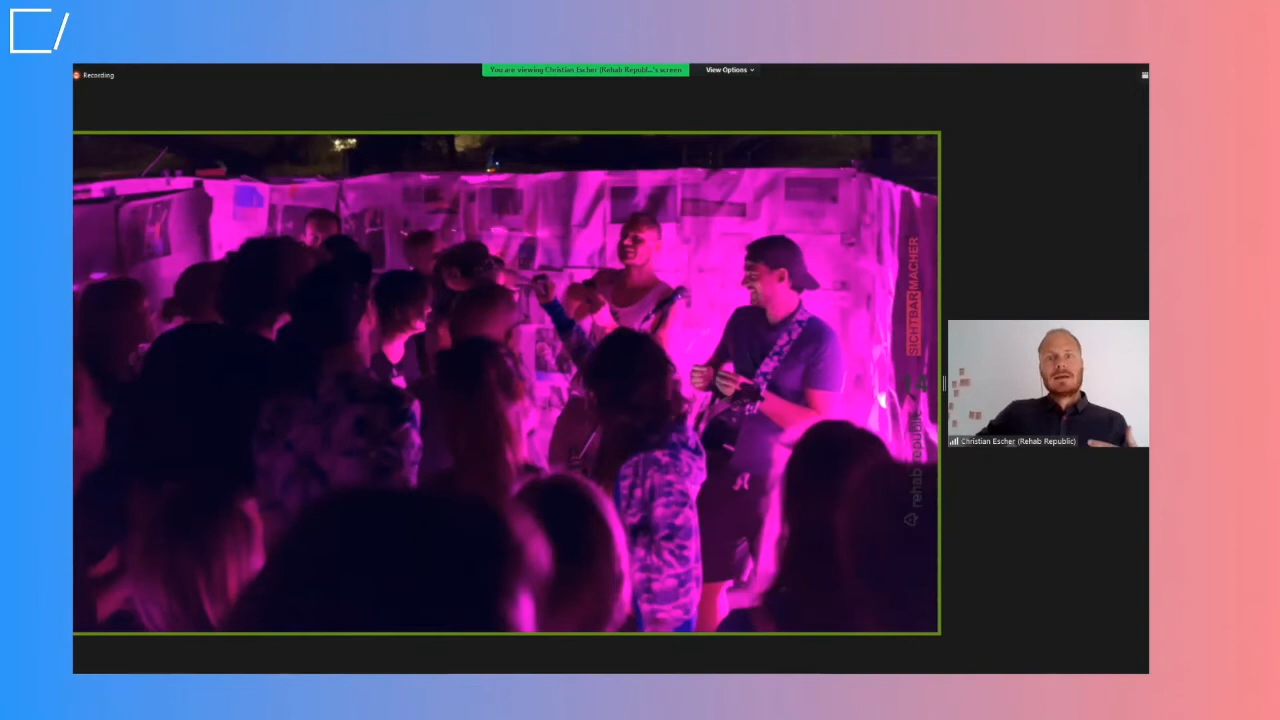 Recording
You are viewing Christian Escher (Rehab Republ...'s screen
View Options
SICHTBARMACHER
rehab republic
Christian Escher (Rehab Republic)